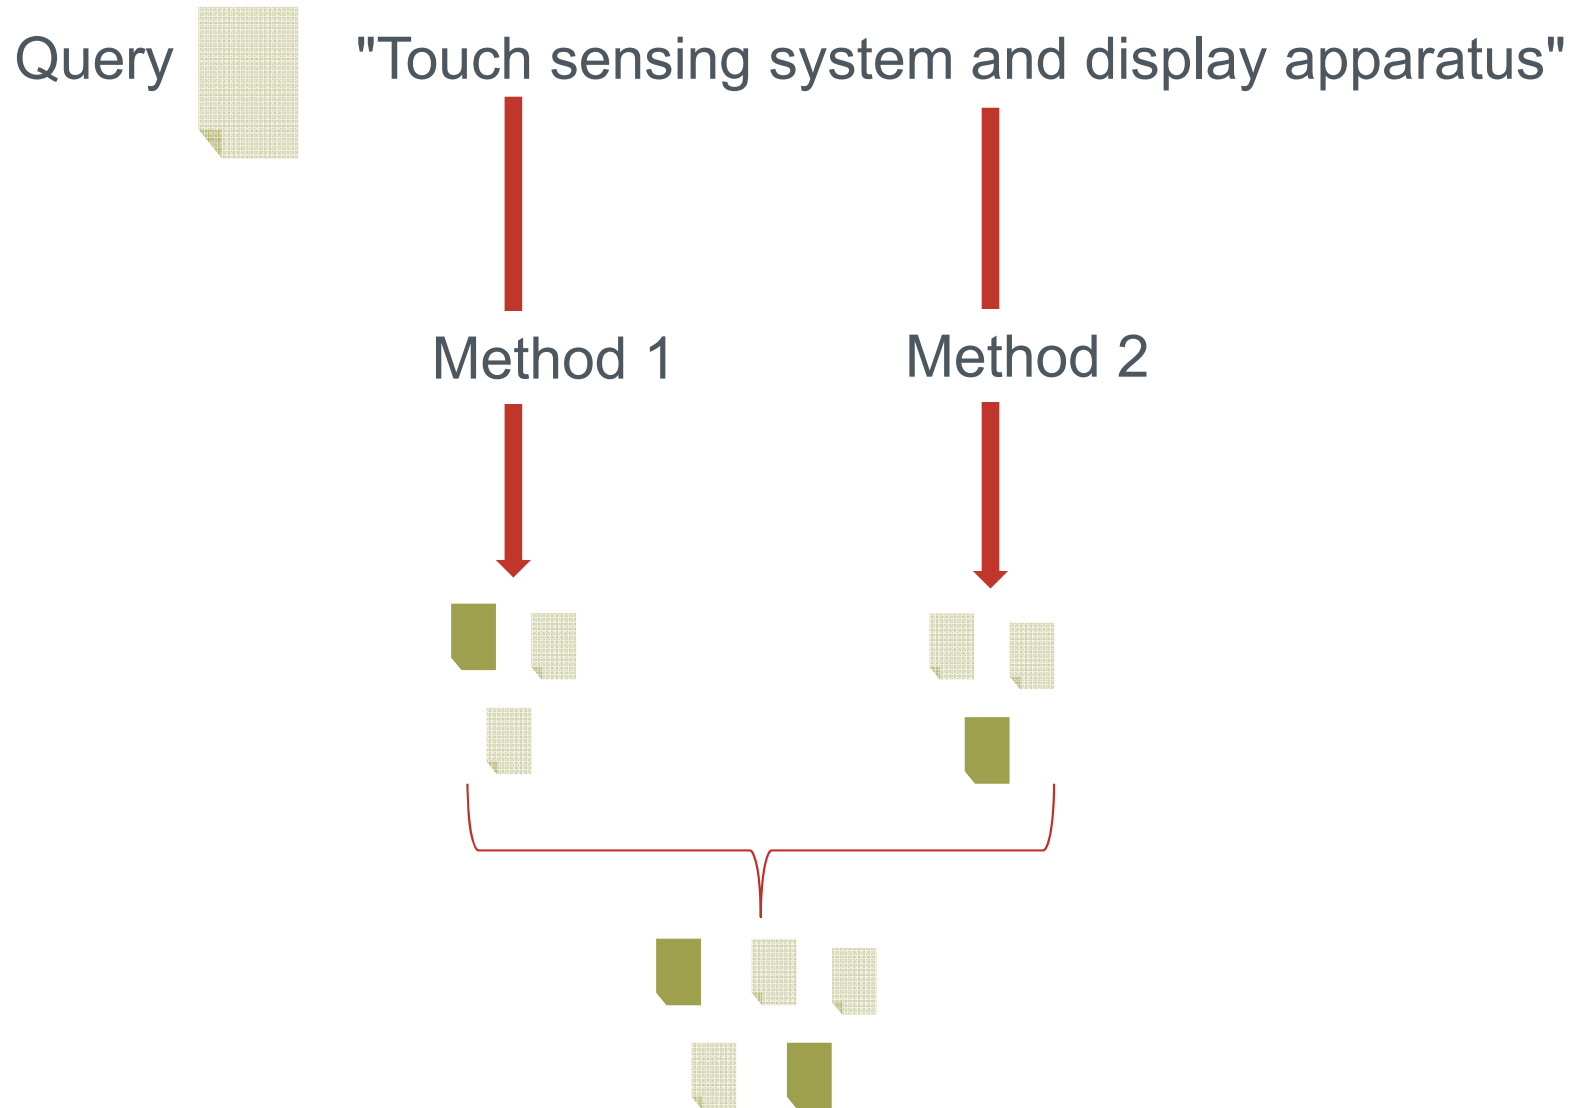 Query "Touch sensing system and display apparatus"
Method 1 Method 2